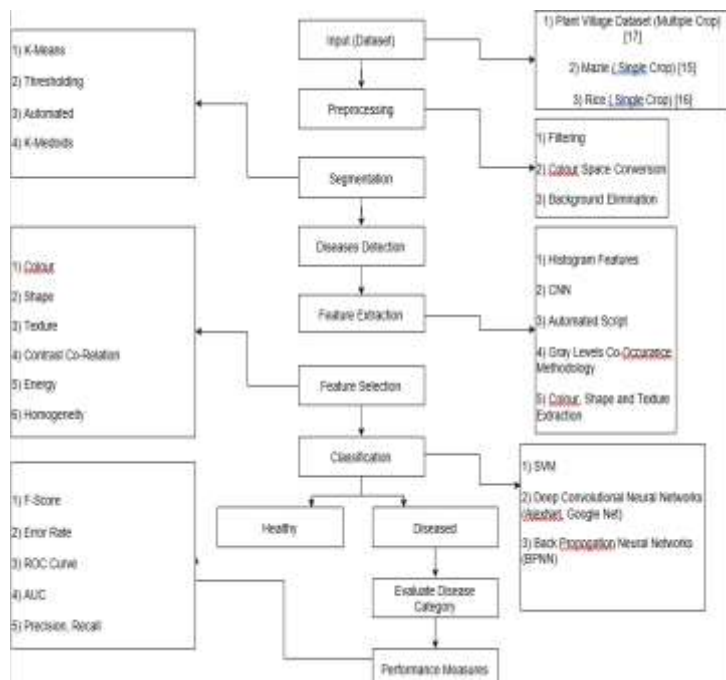 Input (Dataset)
1) Plant Village Dataset (Multiple Crop)
[17]
2) Mazie ( Single Crop) [15]
3) Rice ( Single Crop) [16]
Preprocessing
1) Filtering
2) Colour Space Conversion
3) Background Elimination
1) K-Means
2) Thresholding
3) Automated
4) K-Medoids
Segmentation
Diseases Detection
Feature Extraction
1) Histogram Features
2) CNN
3) Automated Script
4) Gray Levels Co-Occurance
Methodology
5) Colour, Shape and Texture
Extraction
1) Colour
2) Shape
3) Texture
4) Contrast Co-Relation
5) Energy
6) Homogeneity
Feature Selection
Classification
1) SVM
2) Deep Convolutional Neural Networks
(AlexNet, Google Net)
3) Back Propogation Neural Networks
(BPNN)
Healthy
Diseased
Evaluate Disease
Category
Performance Measures
1) F-Score
2) Error Rate
3) ROC Curve
4) AUC
5) Precision, Recall